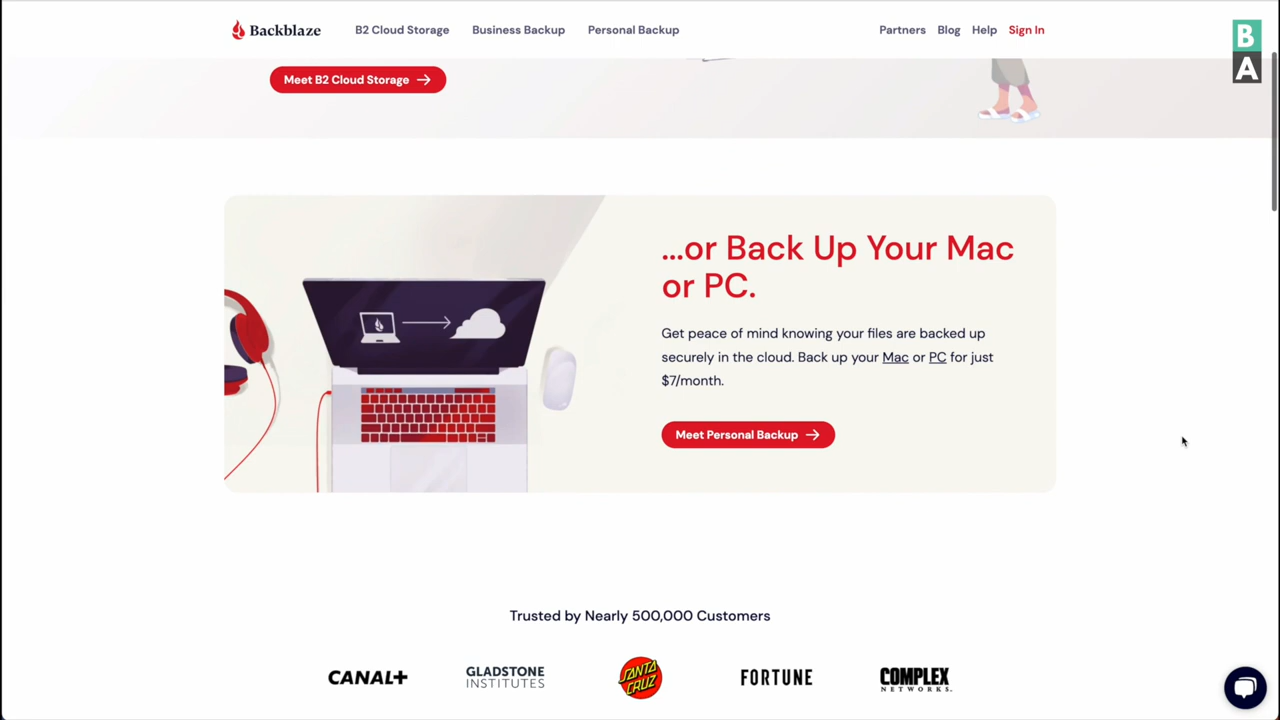 Backblaze B2 Cloud Storage Business Backup Personal Backup Partners Blog Help Sign In
B
A
Meet B2 Cloud Storage
...or Back Up Your Mac
or PC.
Get peace of mind knowing your files are backed up
securely in the cloud. Back up your Mac or PC for just
$7/month.
Meet Personal Backup
Trusted by Nearly 500,000 Customers
CANAL+
GLADSTONE
INSTITUTES
SANTA
CRUZ
FORTUNE
COMPLEX
NETWORKS.